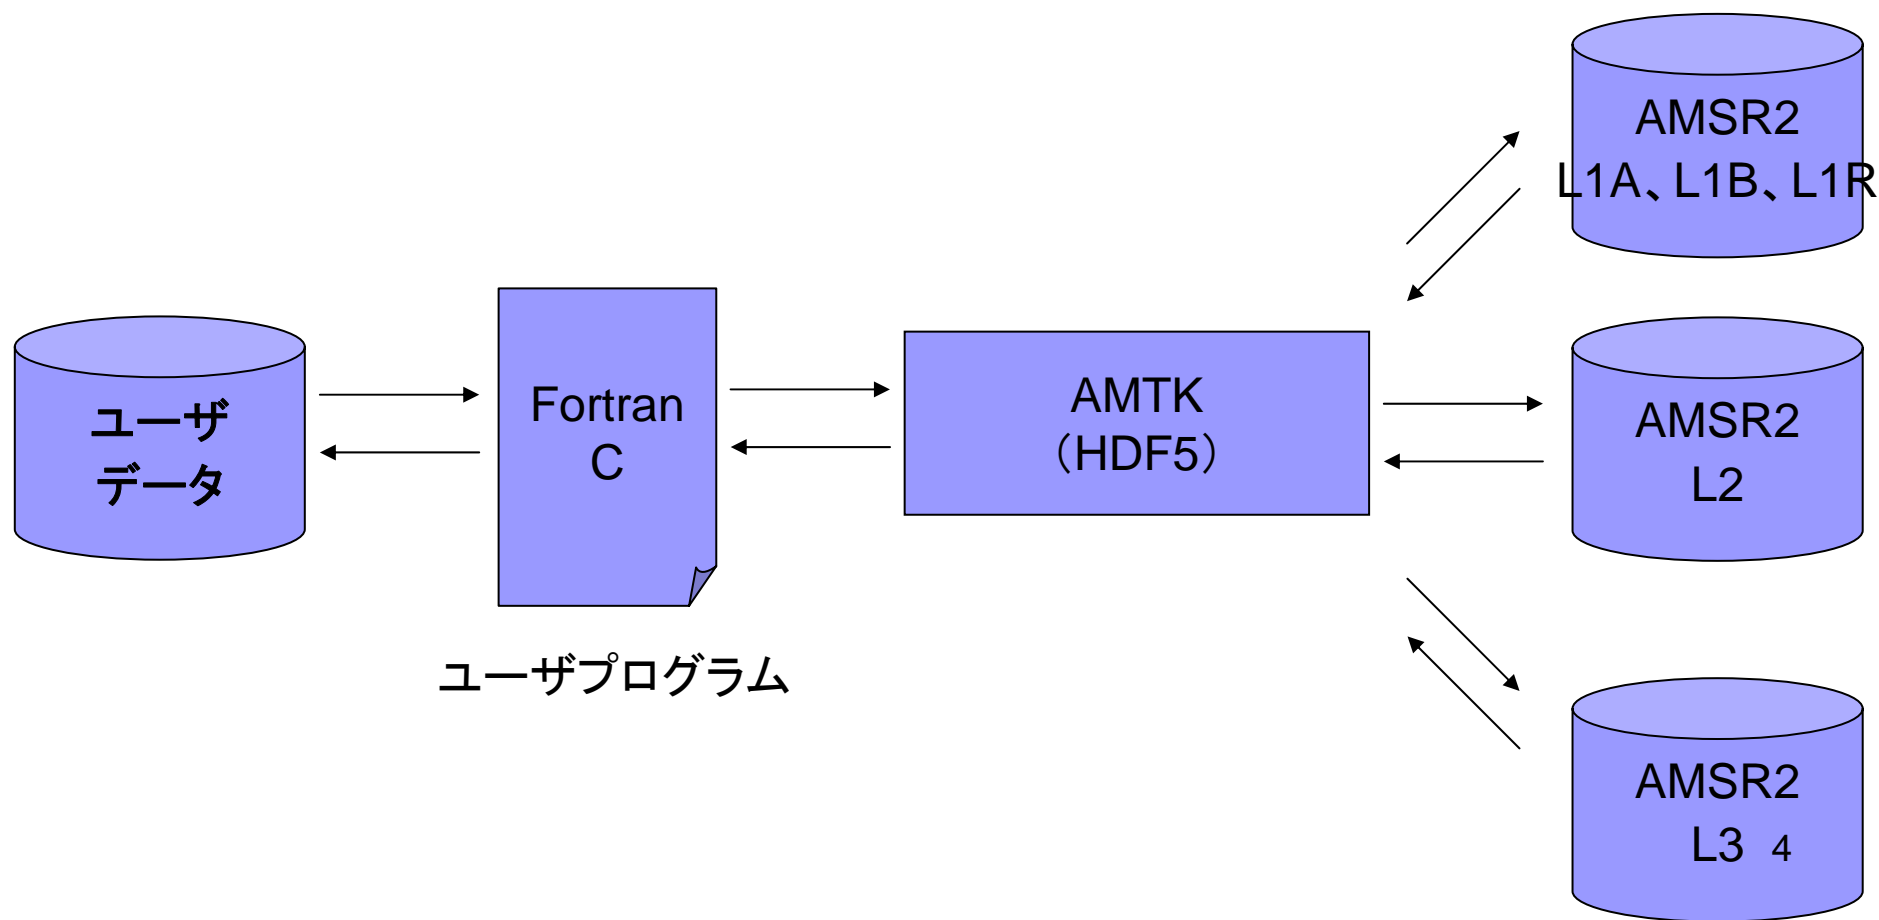 ユーザ
データ
Fortran
C
ユーザプログラム
AMTK
（HDF5）
AMSR2
L1A、L1B、L1R
AMSR2
L2
AMSR2
L3 4